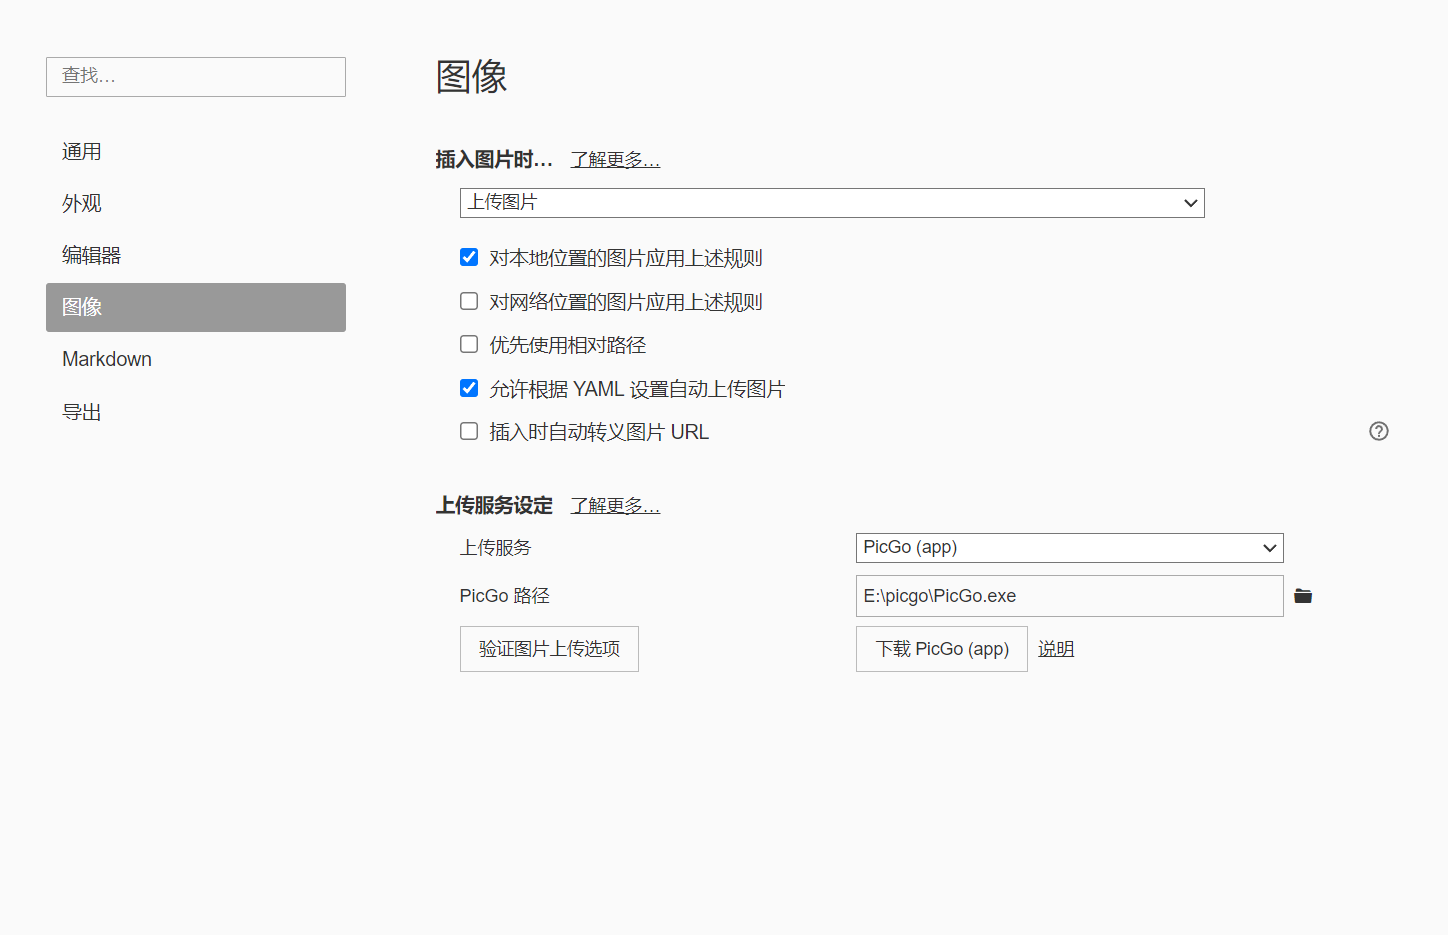 查找…
通用
外观
编辑器
图像
Markdown
导出
图像
插入图片时… 了解更多…
上传图片
对本地位置的图片应用上述规则
对网络位置的图片应用上述规则
优先使用相对路径
允许根据 YAML 设置自动上传图片
插入时自动转义图片 URL
上传服务设定 了解更多…
上传服务 PicGo (app)
PicGo 路径 E:\picgo\PicGo.exe
验证图片上传选项 下载 PicGo (app) 说明